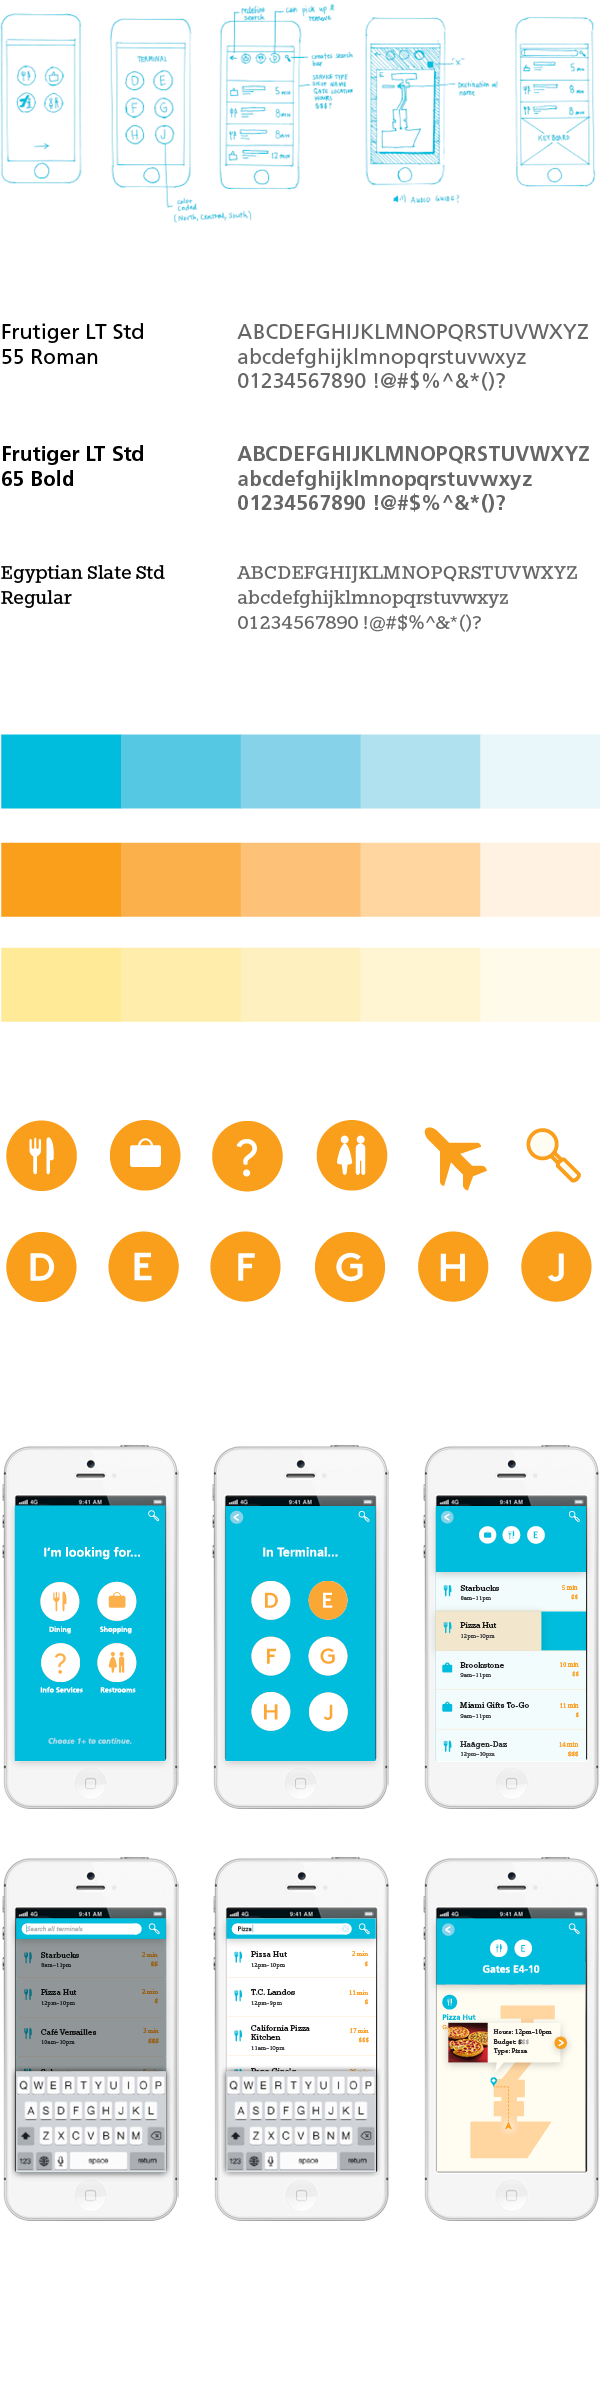 redefine
search
can pick up &
remove
creates search
bar
TERMINAL
D E
F G
H J
D
SERVICE TYPE
SHOP NAME
GATE LOCATION
HOURS
$$$?
5 min
8 min
8 min
12 min
"X"
E
Destination w/
name
5 min
8 min
8 min
KEYBOARD
color
coded
(North, Central, South)
AUDIO GUIDE?
Frutiger LT Std
55 Roman
ABCDEFGHIJKLMNOPQRSTUVWXYZ
abcdefghijklmnopqrstuvwxyz
01234567890 !@#$%^&*()?
Frutiger LT Std
65 Bold
ABCDEFGHIJKLMNOPQRSTUVWXYZ
abcdefghijklmnopqrstuvwxyz
01234567890 !@#$%^&*()?
Egyptian Slate Std
Regular
ABCDEFGHIJKLMNOPQRSTUVWXYZ
abcdefghijklmnopqrstuvwxyz
01234567890 !@#$%^&*()?
?
D E F G H J
4G 9:41 AM
I'm looking for...
Dining Shopping
?
Info Services Restrooms
Choose 1+ to continue.
4G 9:41 AM
In Terminal...
D E
F G
H J
4G 9:41 AM
E
Starbucks 5 min
8am–11pm $$
Pizza Hut
12pm–10pm
Brookstone 10 min
9am–11pm $$
Miami Gifts To-Go 11 min
9am–11pm $
Haägen-Daz 14 min
12pm–10pm $$$
4G 9:41 AM
Search all terminals
Starbucks 2 min
8am–11pm $$
Pizza Hut 2 min
12pm–10pm $
Café Versailles 3 min
10am–10pm $$$
Q W E R T Y U I O P
A S D F G H J K L
Z X C V B N M
123 space return
4G 9:41 AM
Pizza
Pissa Hut 2 min
12pm–10pm $
T.C. Landos 11 min
12pm–9pm $
California Pizza
Kitchen 17 min
11am–10pm $$$
Q W E R T Y U I O P
A S D F G H J K L
Z X C V B N M
123 space return
4G 9:41 AM
E
Gates E4-10
Pizza Hut
Hours: 12pm–10pm
Budget: $$$
Type: Pizza